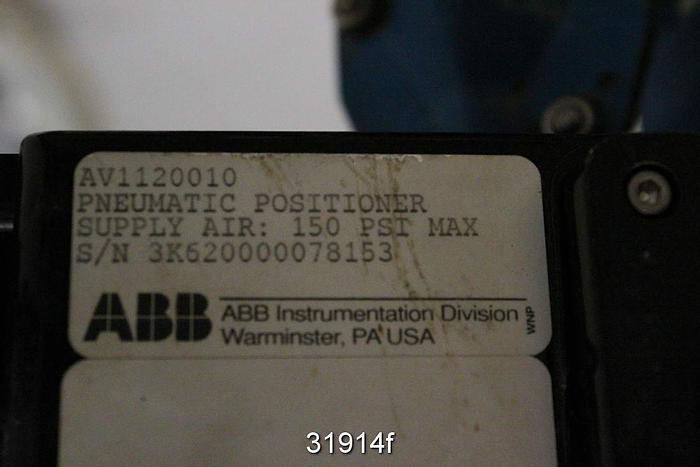 AV1120010
PNEUMATIC POSITIONER
SUPPLY AIR: 150 PSI MAX
S/N 3K620000078153
ABB
ABB Instrumentation Division
Warminster, PA USA
WNP
31914f